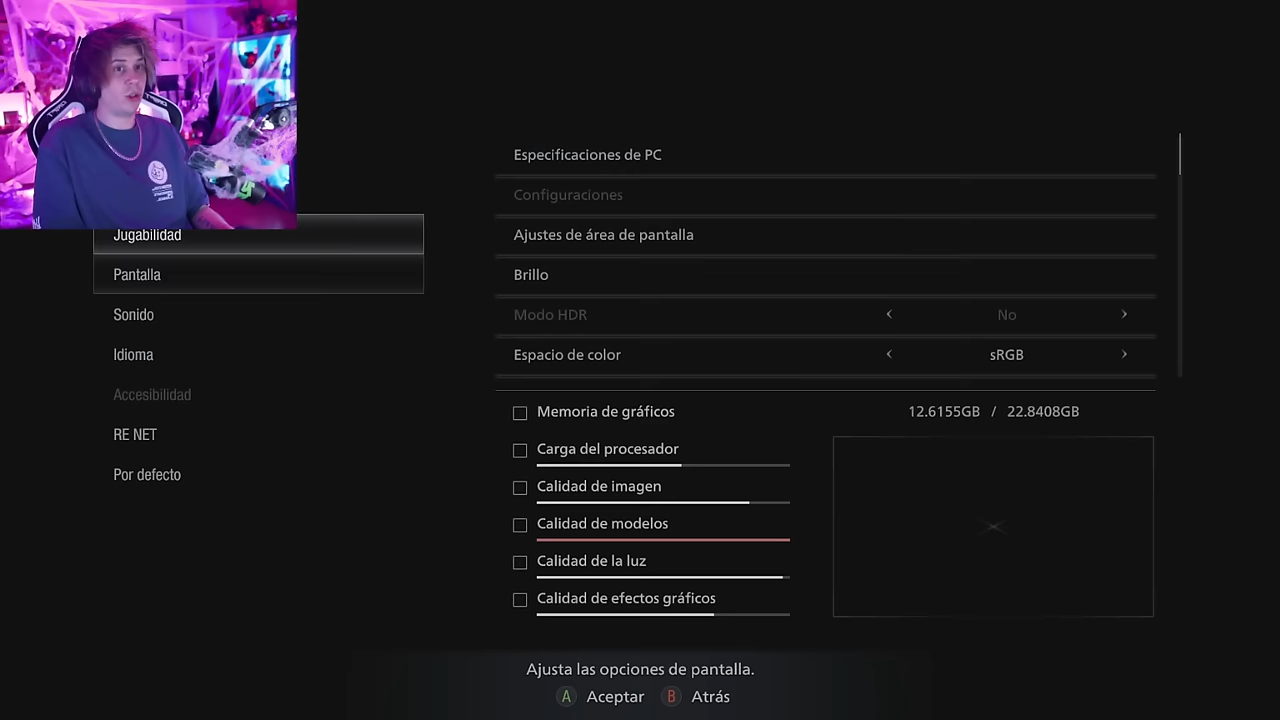 Jugabilidad
Pantalla
Sonido
Idioma
Accesibilidad
RE NET
Por defecto
Especificaciones de PC
Configuraciones
Ajustes de área de pantalla
Brillo
Modo HDR No
Espacio de color sRGB
Memoria de gráficos 12.6155GB / 22.8408GB
Carga del procesador
Calidad de imagen
Calidad de modelos
Calidad de la luz
Calidad de efectos gráficos
Ajusta las opciones de pantalla.
A Aceptar B Atrás